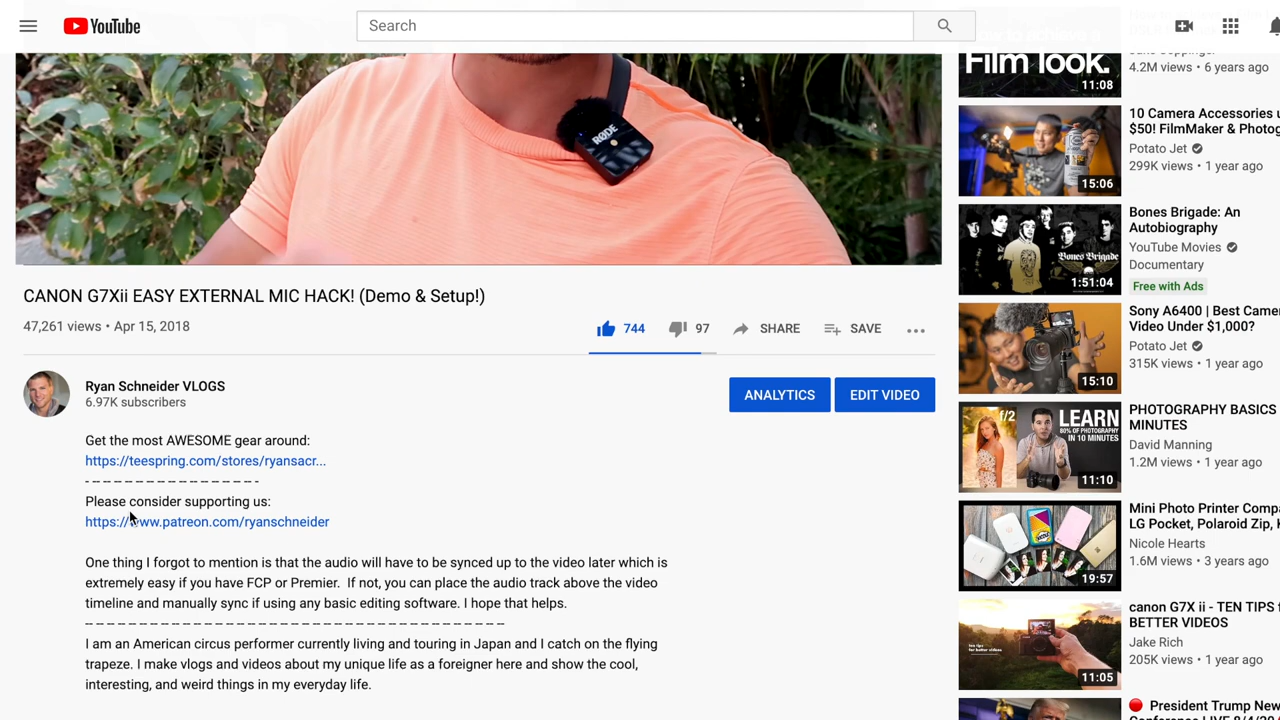 YouTube
Search
RØDE
Film look.
11:08
4.2M views • 6 years ago
10 Camera Accessories u
$50! FilmMaker & Photog
Potato Jet
299K views • 1 year ago
15:06
Bones Brigade: An
Autobiography
YouTube Movies
Documentary
Free with Ads
Bones Brigade
1:51:04
Sony A6400 | Best Came
Video Under $1,000?
Potato Jet
315K views • 1 year ago
15:10
PHOTOGRAPHY BASICS
MINUTES
David Manning
1.2M views • 1 year ago
f/2
LEARN
80% OF PHOTOGRAPHY
IN 10 MINUTES
11:10
Mini Photo Printer Compa
LG Pocket, Polaroid Zip,
Nicole Hearts
1.6M views • 3 years ago
19:57
canon G7X ii - TEN TIPS f
BETTER VIDEOS
Jake Rich
205K views • 1 year ago
11:05
President Trump New
CANON G7Xii EASY EXTERNAL MIC HACK! (Demo & Setup!)
47,261 views • Apr 15, 2018
744
97
SHARE
SAVE
Ryan Schneider VLOGS
6.97K subscribers
ANALYTICS
EDIT VIDEO
Get the most AWESOME gear around:
https://teespring.com/stores/ryansacr...
- - - - - - - - - - - - - - - - -
Please consider supporting us:
https://www.patreon.com/ryanschneider
One thing I forgot to mention is that the audio will have to be synced up to the video later which is
extremely easy if you have FCP or Premier. If not, you can place the audio track above the video
timeline and manually sync if using any basic editing software. I hope that helps.
- - - - - - - - - - - - - - - - - - - - - - - - - - - - - - - - - - - - - - - -
I am an American circus performer currently living and touring in Japan and I catch on the flying
trapeze. I make vlogs and videos about my unique life as a foreigner here and show the cool,
interesting, and weird things in my everyday life.